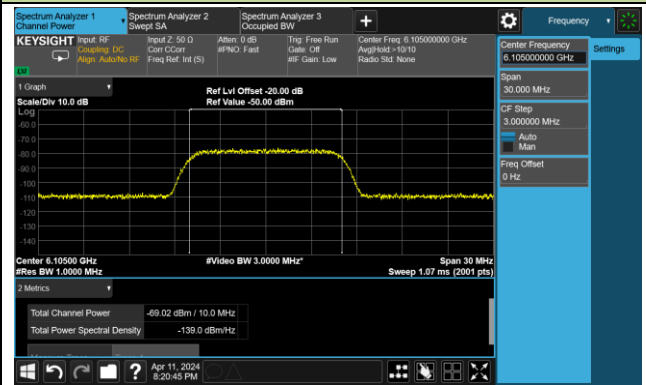 Spectrum Analyzer 1
Channel Power
Spectrum Analyzer 2
Swept SA
Spectrum Analyzer 3
Occupied BW
+
Frequency
KEYSIGHT
Input: RF
Coupling: DC
Align: Auto/No RF
Input Z: 50 Ω
Corr CCorr
Freq Ref: Int (S)
Atten: 0 dB
#PNO: Fast
Trig: Free Run
Gate: Off
#IF Gain: Low
Center Freq: 6.105000000 GHz
Avg|Hold:>10/10
Radio Std: None
Center Frequency
6.105000000 GHz
Settings
Span
30.000 MHz
CF Step
3.000000 MHz
Auto
Man
Freq Offset
0 Hz
1 Graph
Scale/Div 10.0 dB
Ref Lvl Offset -20.00 dB
Ref Value -50.00 dBm
Log
-60.0
-70.0
-80.0
-90.0
-100
-110
-120
-130
-140
Center 6.10500 GHz
#Res BW 1.0000 MHz
#Video BW 3.0000 MHz*
Span 30 MHz
Sweep 1.07 ms (2001 pts)
2 Metrics
Total Channel Power
-69.02 dBm / 10.0 MHz
Total Power Spectral Density
-139.0 dBm/Hz
?
Apr 11, 2024
8:20:45 PM